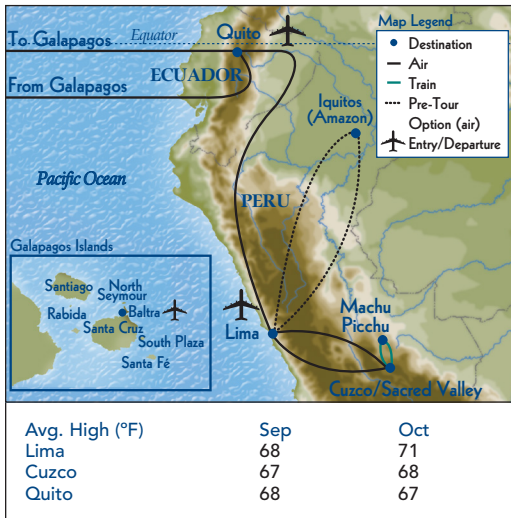 To Galapagos
Equator
Quito
ECUADOR
From Galapagos
Map Legend
Destination
Air
Train
Pre-Tour
Option (air)
Entry/Departure
Iquitos
(Amazon)
Pacific Ocean
PERU
Galapagos Islands
Santiago
North
Seymour
Baltra
Rabida
Santa Cruz
South Plaza
Santa Fé
Lima
Machu
Picchu
Cuzco/Sacred Valley
Avg. High (ºF) Sep Oct
Lima 68 71
Cuzco 67 68
Quito 68 67